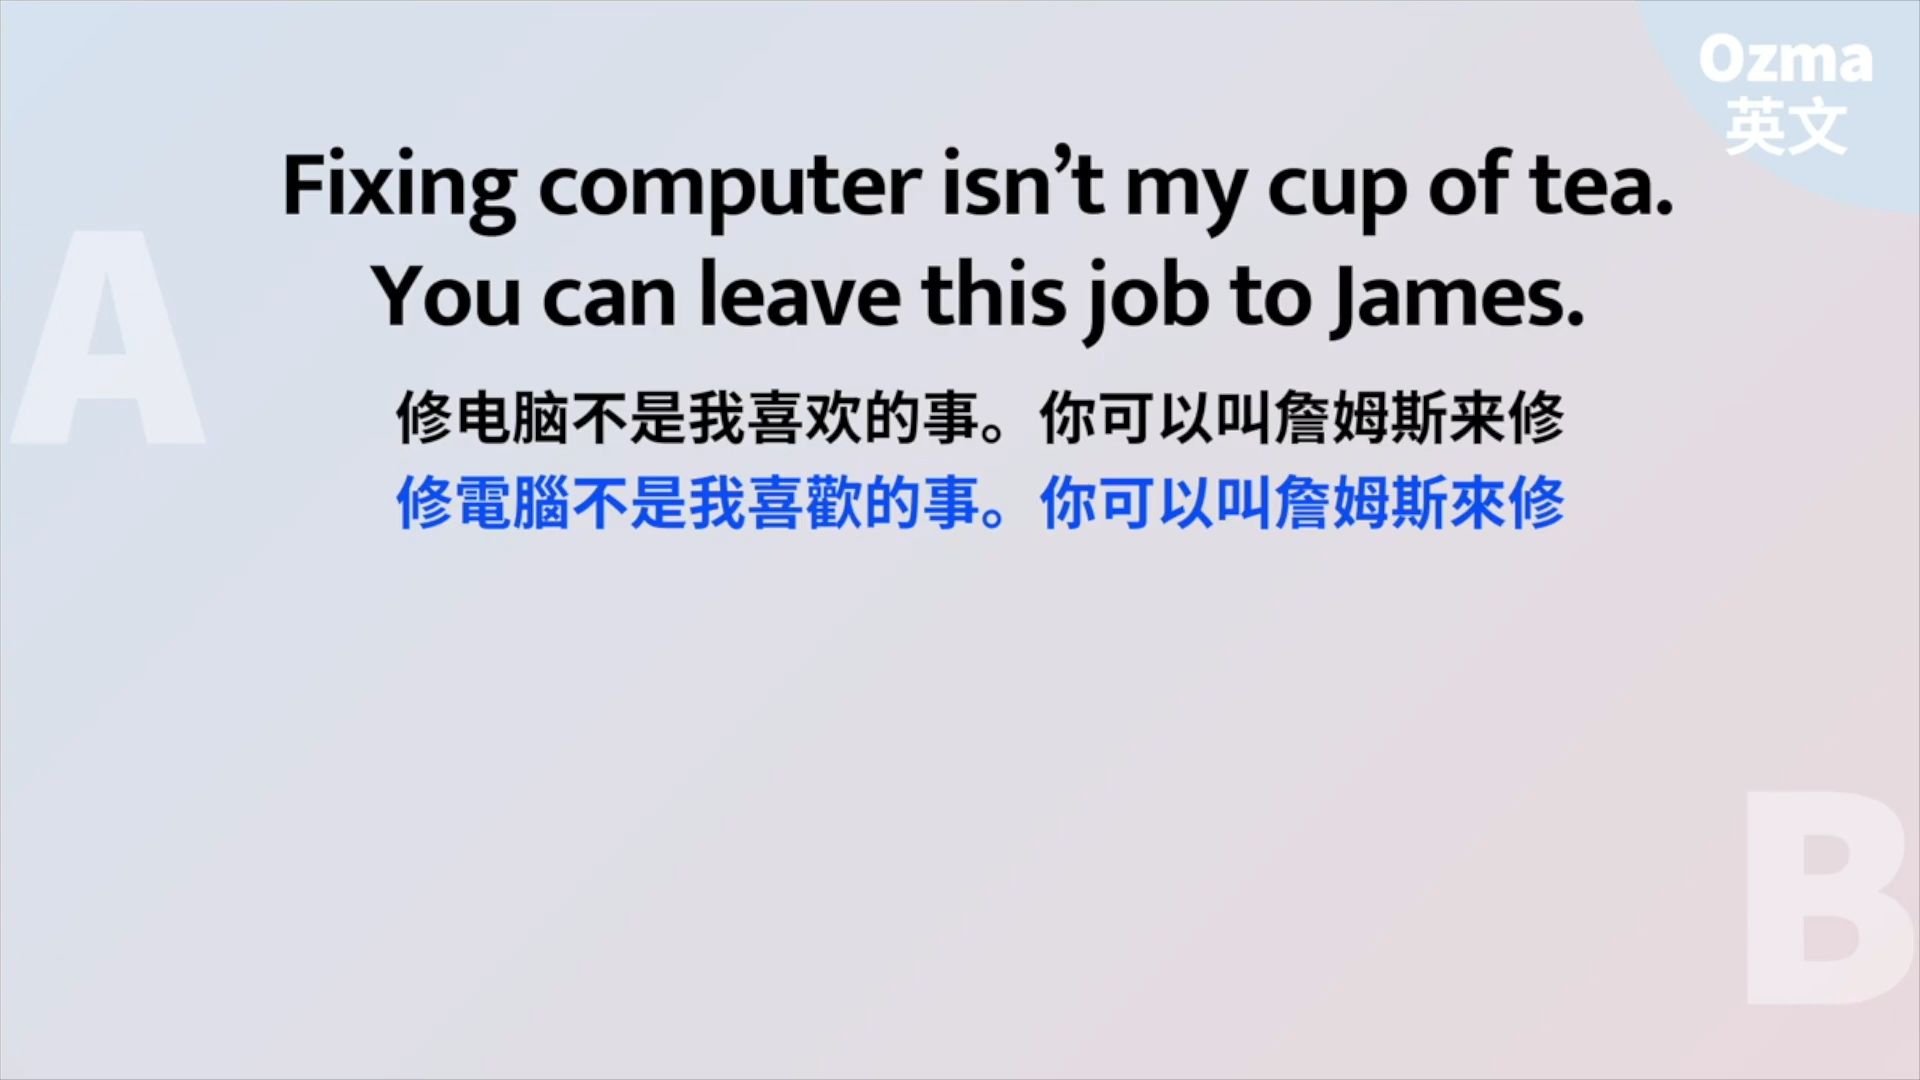 Ozma
英文
A
Fixing computer isn’t my cup of tea.
You can leave this job to James.
修电脑不是我喜欢的事。你可以叫詹姆斯来修
修電腦不是我喜歡的事。你可以叫詹姆斯來修
B